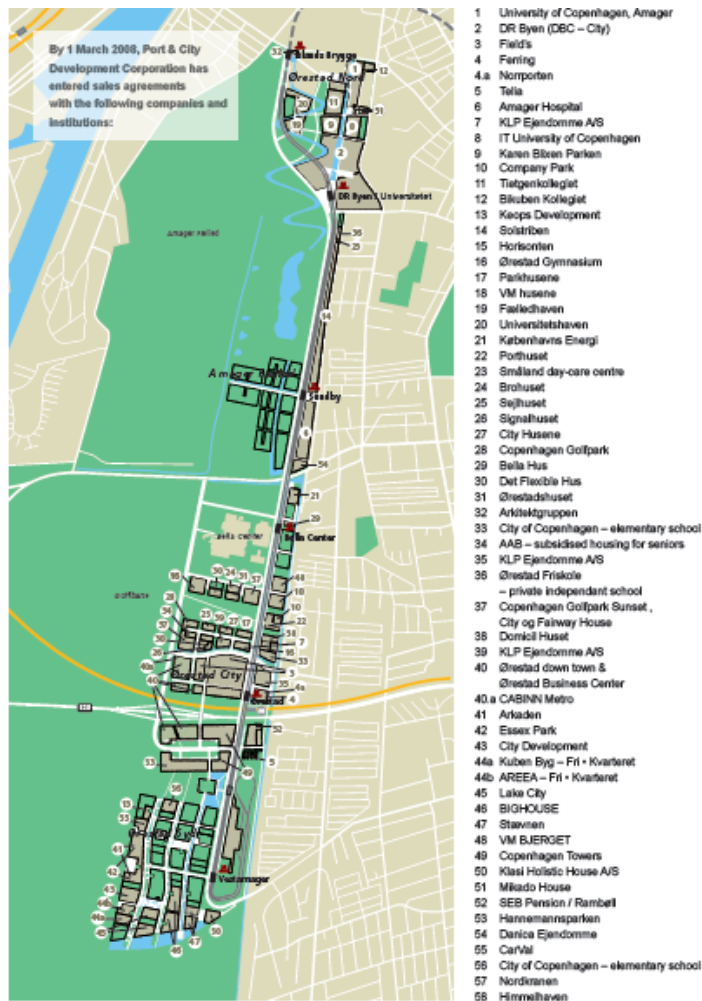 By 1 March 2008, Port & City
Development Corporation has
entered sales agreements
with the following companies and
institutions:
Islands Brygge
Ørestad Nord
DR Byen / Universitetet
Amager Fælled
Sundby
Bella Center
Bella Center
Golfbane
Ørestad City
Ørestad
Vestamager
1 University of Copenhagen, Amager
2 DR Byen (DBC – City)
3 Field's
4 Ferring
4.a Norrporten
5 Telia
6 Amager Hospital
7 KLP Ejendomme A/S
8 IT University of Copenhagen
9 Karen Blixen Parken
10 Company Park
11 Tietgenkollegiet
12 Bikuben Kollegiet
13 Keops Development
14 Solstriben
15 Horisonten
16 Ørestad Gymnasium
17 Parkhusene
18 VM husene
19 Fælledhaven
20 Universitetshaven
21 Københavns Energi
22 Porthuset
23 Småland day-care centre
24 Brohuset
25 Sejlhuset
26 Signalhuset
27 City Husene
28 Copenhagen Golfpark
29 Bella Hus
30 Det Flexible Hus
31 Ørestadshuset
32 Arkitektgruppen
33 City of Copenhagen – elementary school
34 AAB – subsidised housing for seniors
35 KLP Ejendomme A/S
36 Ørestad Friskole
– private independant school
37 Copenhagen Golfpark Sunset ,
City og Fairway House
38 Domicil Huset
39 KLP Ejendomme A/S
40 Ørestad down town &
Ørestad Business Center
40.a CABINN Metro
41 Arkaden
42 Essex Park
43 City Development
44a Kuben Byg – Fri • Kvarteret
44b AREEA – Fri • Kvarteret
45 Lake City
46 BIGHOUSE
47 Stævnen
48 VM BJERGET
49 Copenhagen Towers
50 Klasi Holistic House A/S
51 Mikado House
52 SEB Pension / Rambøll
53 Hannemannsparken
54 Danica Ejendomme
55 CarVal
56 City of Copenhagen – elementary school
57 Nordkranen
58 Himmelhaven